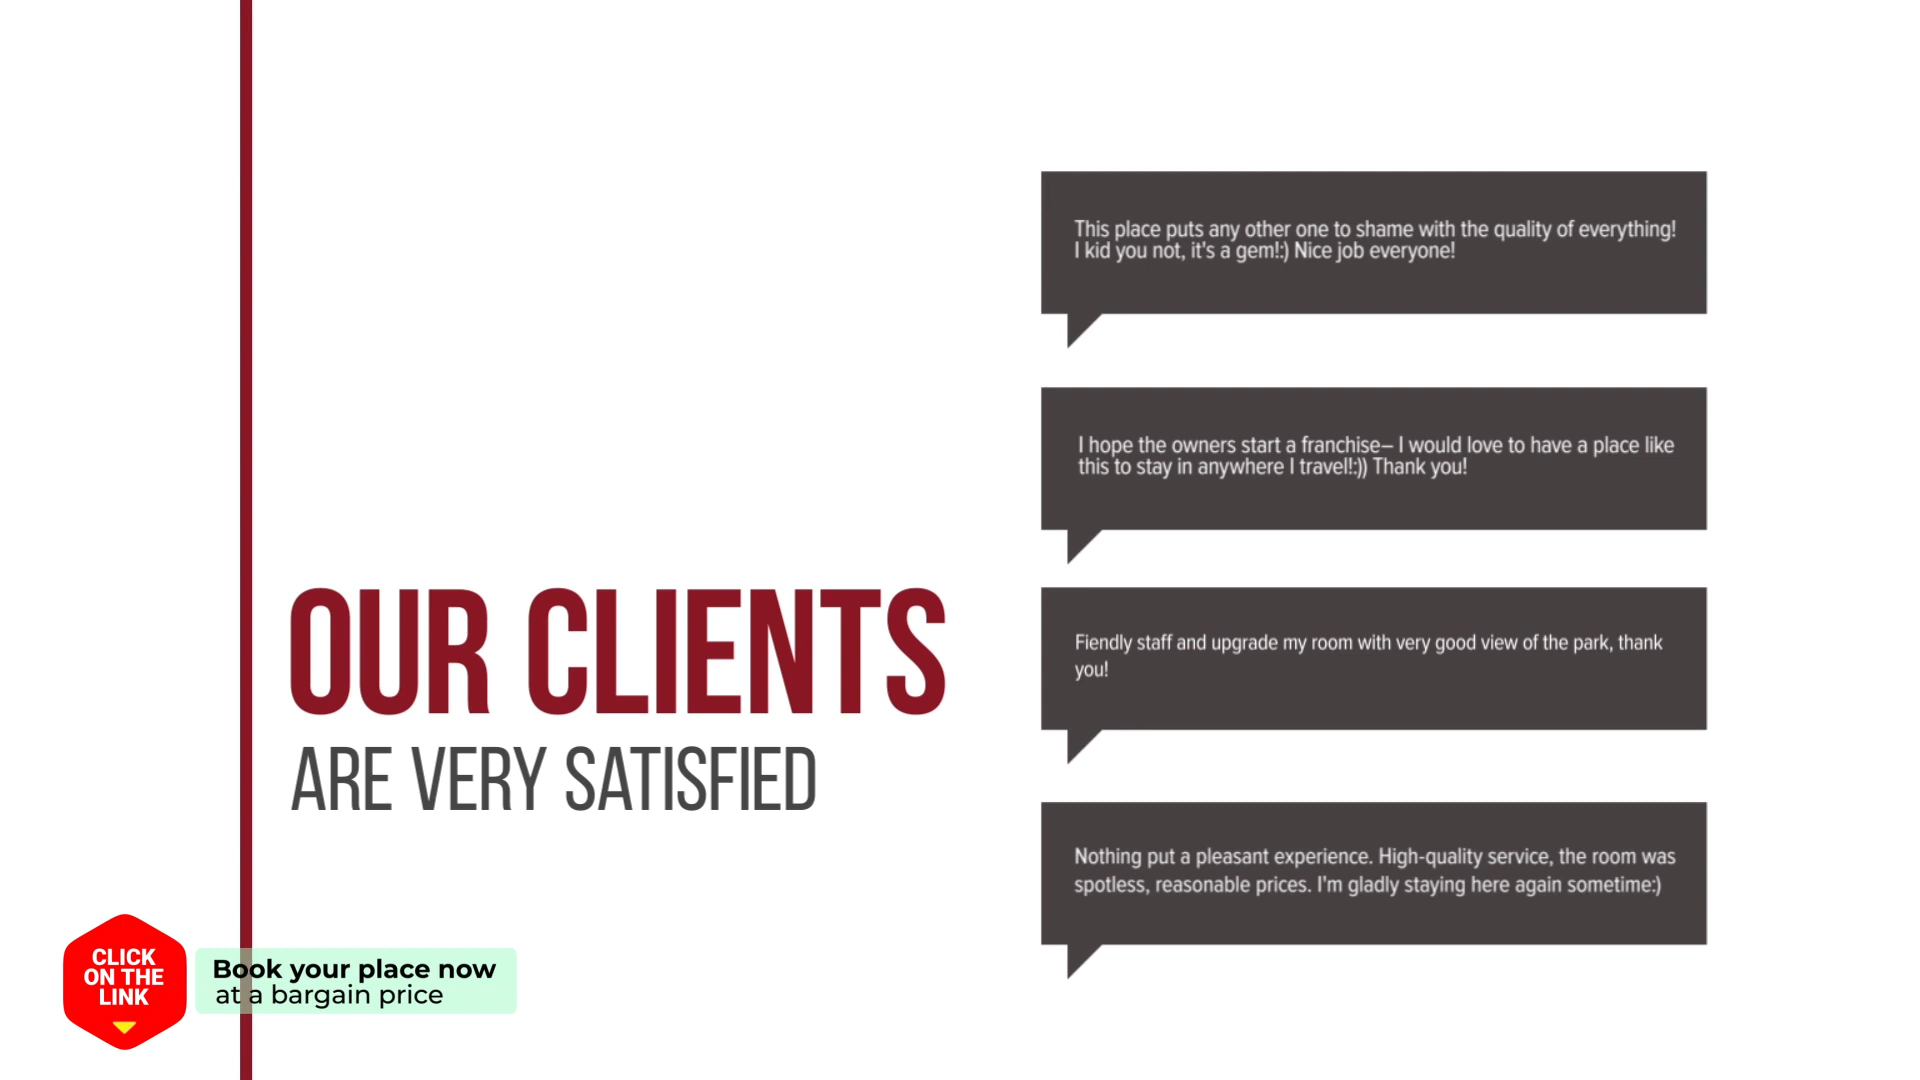 This place puts any other one to shame with the quality of everything!
I kid you not, it's a gem!:) Nice job everyone!
I hope the owners start a franchise– I would love to have a place like
this to stay in anywhere I travel!:)) Thank you!
OUR CLIENTS
ARE VERY SATISFIED
Fiendly staff and upgrade my room with very good view of the park, thank
you!
Nothing put a pleasant experience. High-quality service, the room was
spotless, reasonable prices. I'm gladly staying here again sometime:)
CLICK
ON THE
LINK
Book your place now
at a bargain price